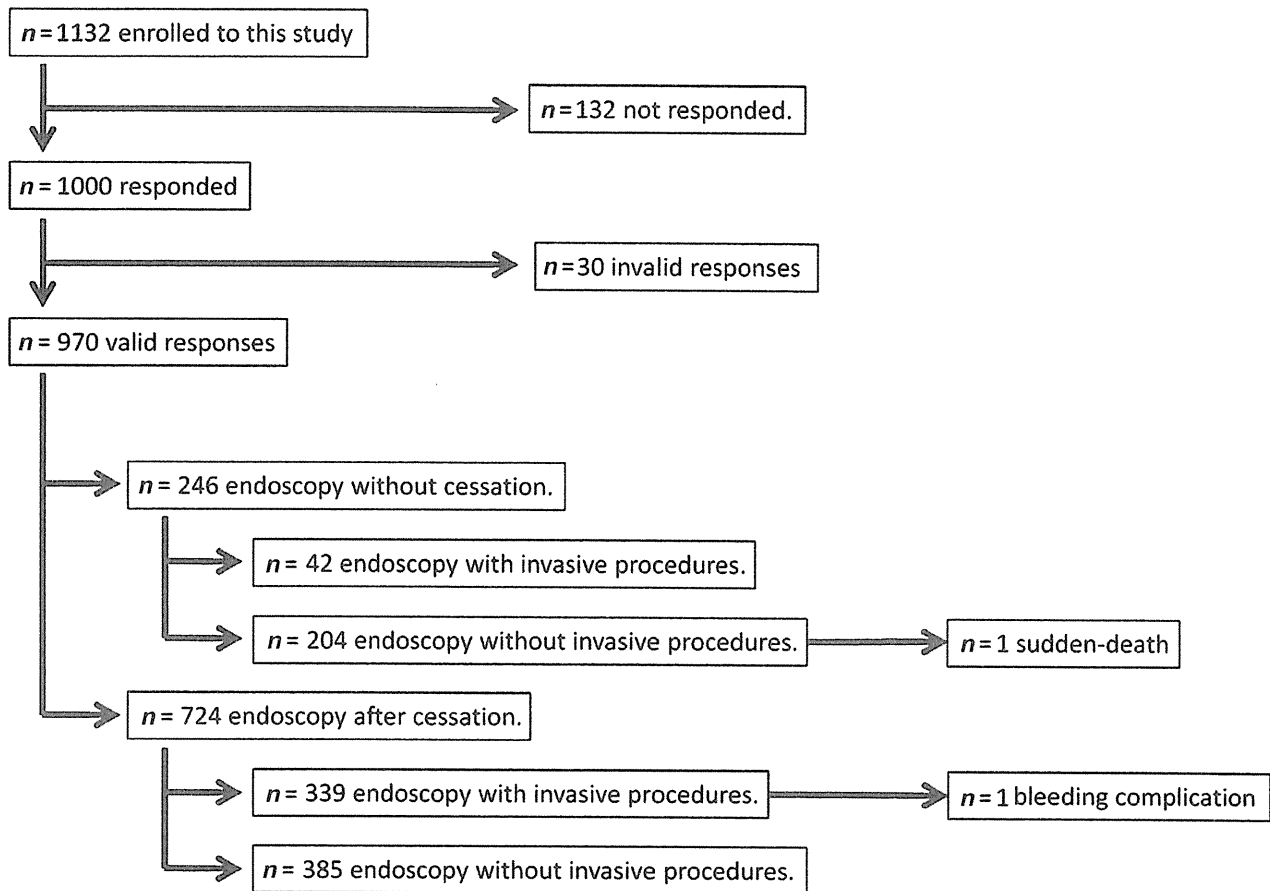 n=1132 enrolled to this study
n=132 not responded.
n= 1000 responded
n=30 invalid responses
n= 970 valid responses
n= 246 endoscopy without cessation.
n= 42 endoscopy with invasive procedures.
n= 204 endoscopy without invasive procedures.
n=1 sudden-death
n= 724 endoscopy after cessation.
n= 339 endoscopy with invasive procedures.
n=1 bleeding complication
n= 385 endoscopy without invasive procedures.